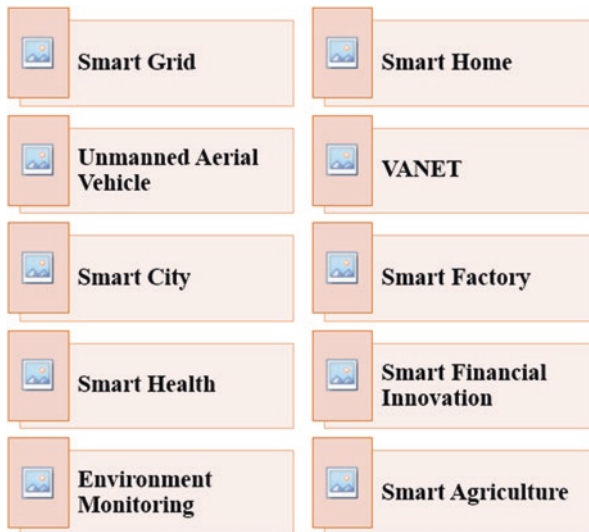 Smart Grid
Smart Home
Unmanned Aerial
Vehicle
VANET
Smart City
Smart Factory
Smart Health
Smart Financial
Innovation
Environment
Monitoring
Smart Agriculture